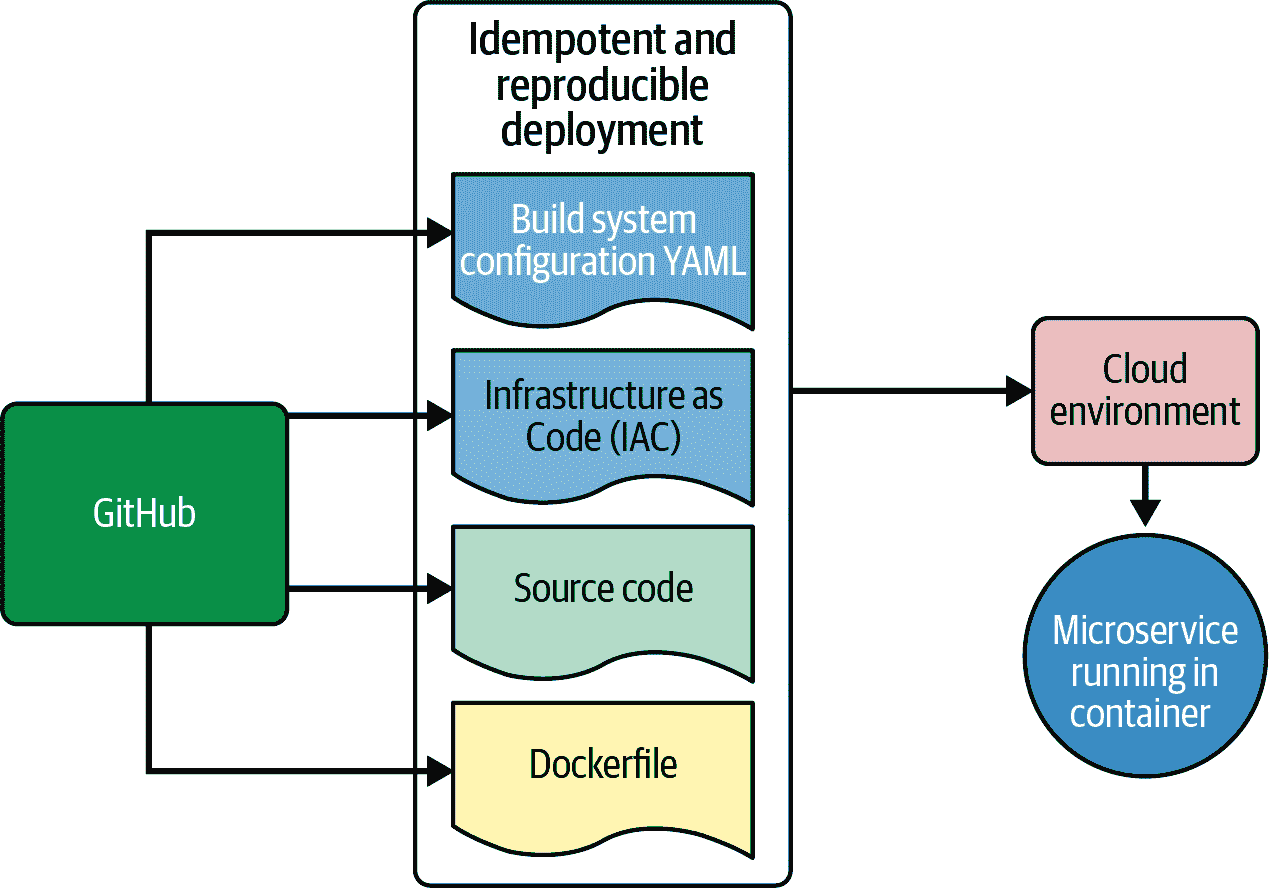 Idempotent and
reproducible
deployment
Build system
configuration YAML
Infrastructure as
Code (IAC)
GitHub
Source code
Dockerfile
Cloud
environment
Microservice
running in
container